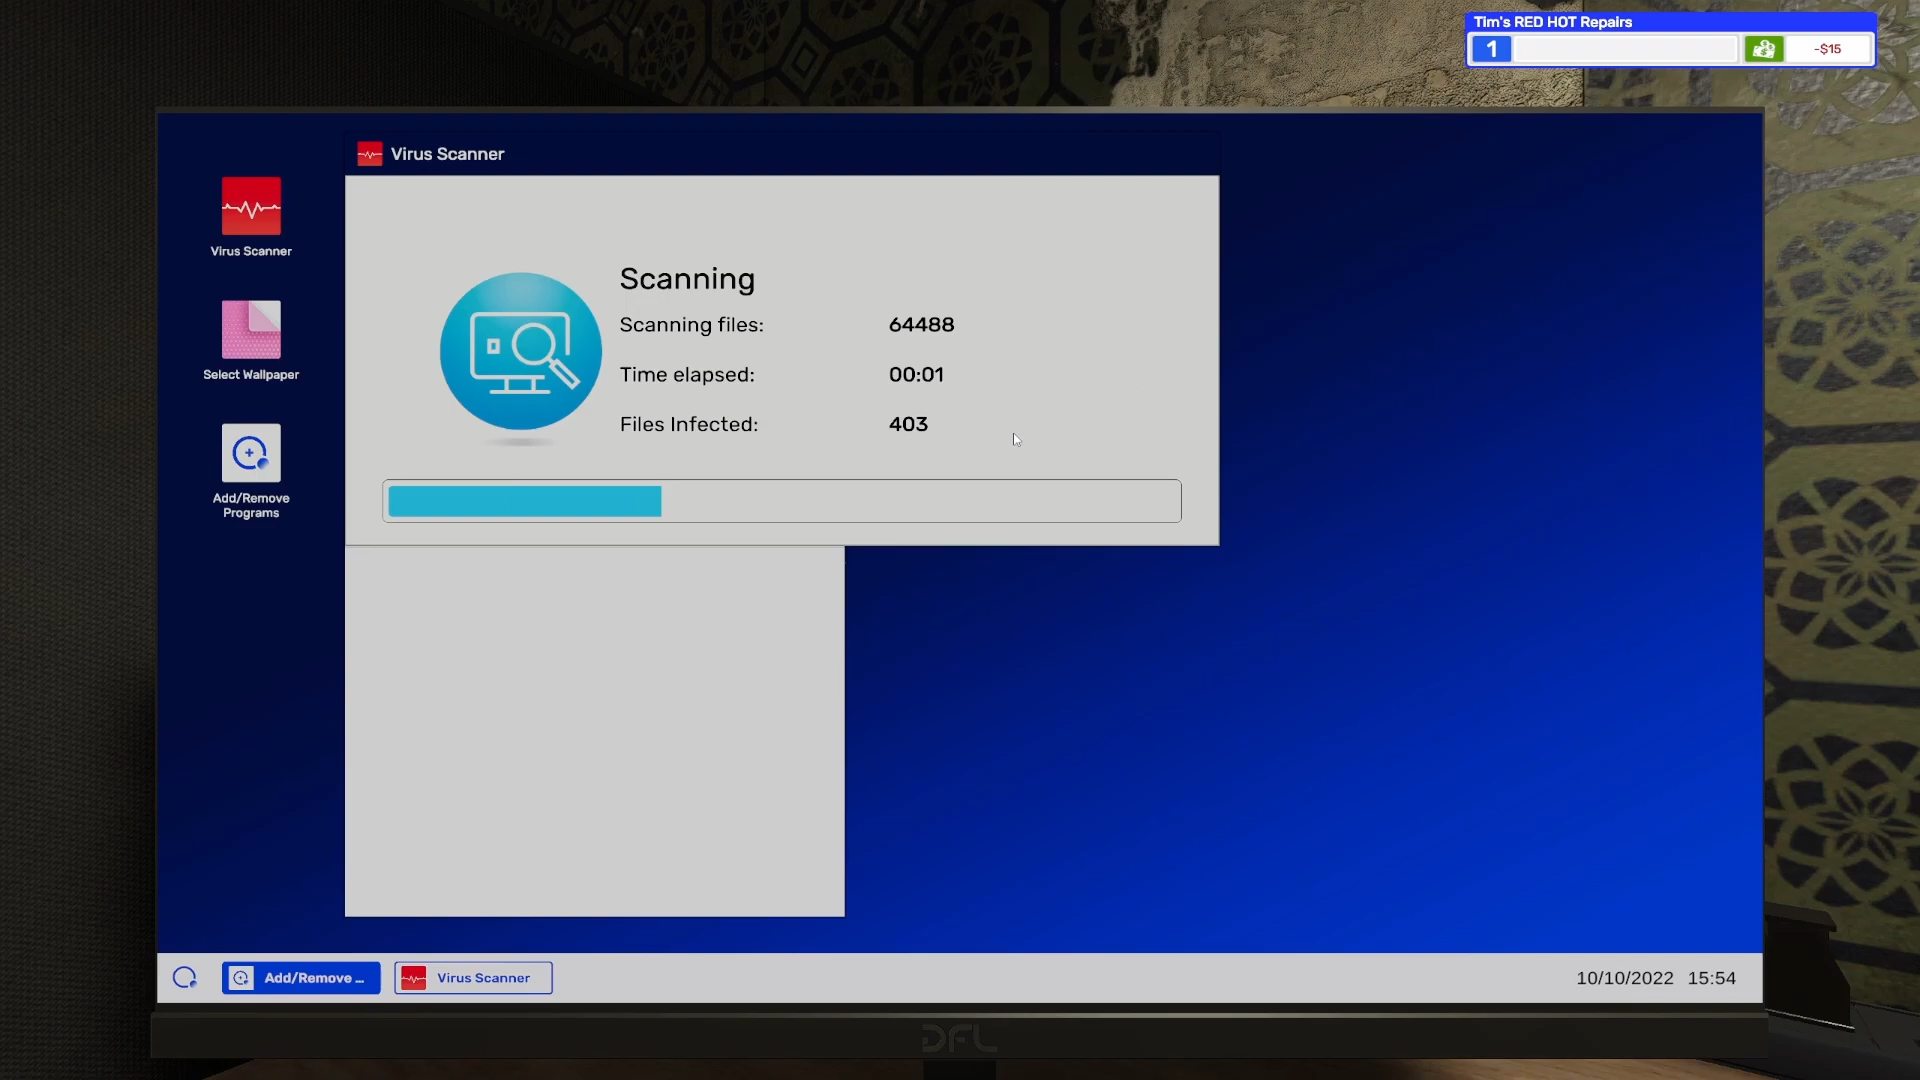 Tim's RED HOT Repairs
1
-$15
Virus Scanner
Virus Scanner
Select Wallpaper
Add/Remove
Programs
Scanning
Scanning files: 64488
Time elapsed: 00:01
Files Infected: 403
Add/Remove ...
Virus Scanner
10/10/2022 15:54
DFL